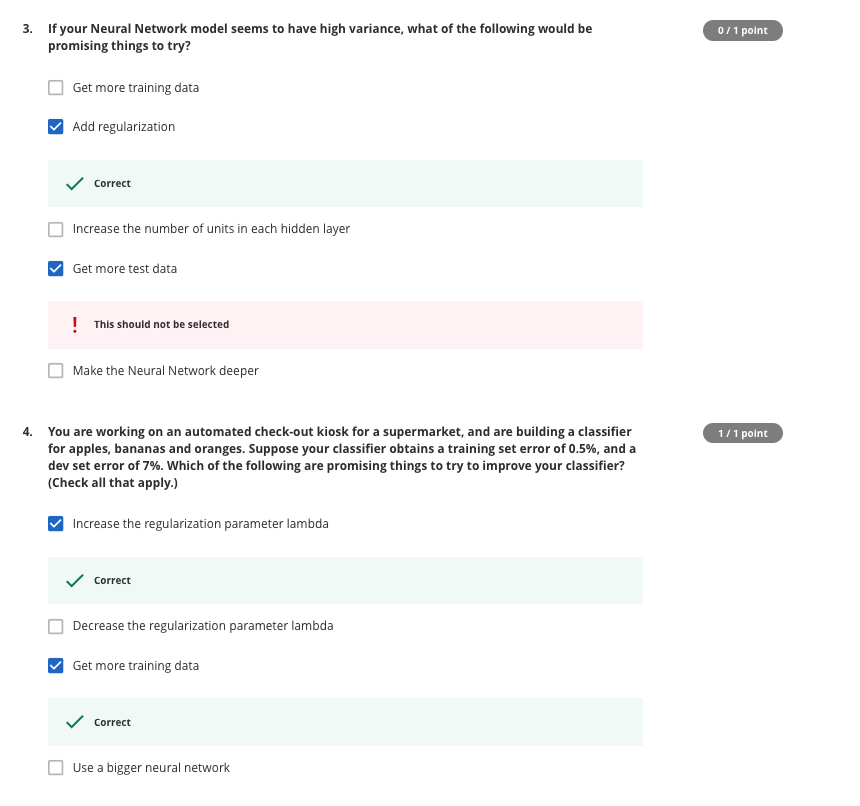 3. If your Neural Network model seems to have high variance, what of the following would be
promising things to try?
0 / 1 point
Get more training data
Add regularization
Correct
Increase the number of units in each hidden layer
Get more test data
! This should not be selected
Make the Neural Network deeper
4. You are working on an automated check-out kiosk for a supermarket, and are building a classifier
for apples, bananas and oranges. Suppose your classifier obtains a training set error of 0.5%, and a
dev set error of 7%. Which of the following are promising things to try to improve your classifier?
(Check all that apply.)
1 / 1 point
Increase the regularization parameter lambda
Correct
Decrease the regularization parameter lambda
Get more training data
Correct
Use a bigger neural network